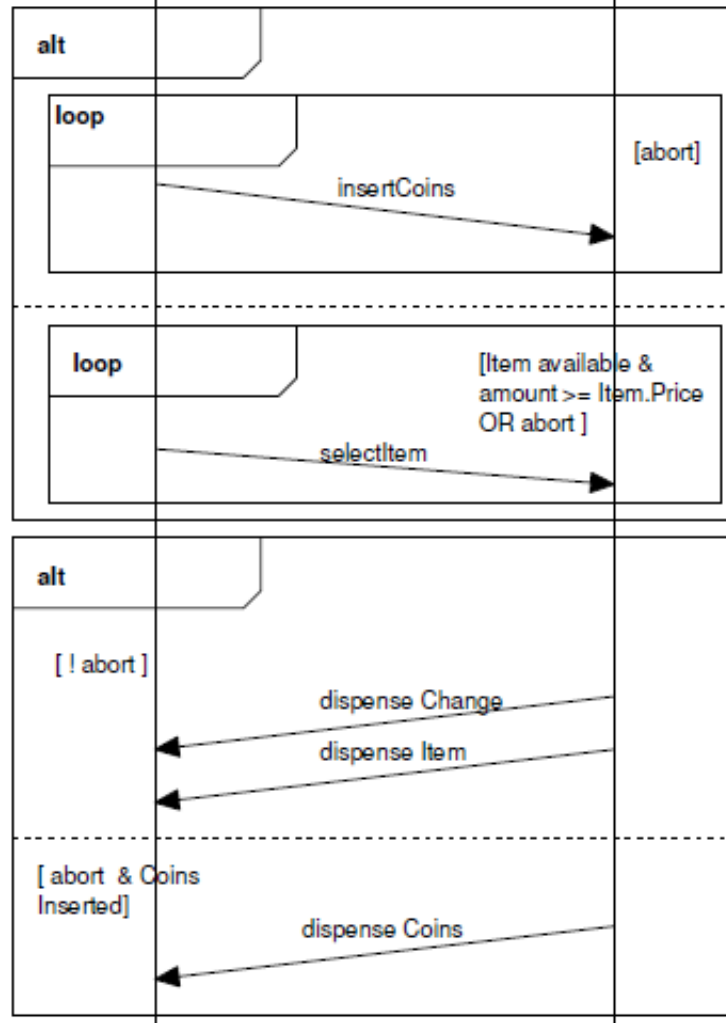 alt
loop
[abort]
insertCoins
loop
[Item available &
amount >= Item.Price
OR abort ]
selectItem
alt
[ ! abort ]
dispense Change
dispense Item
[ abort & Coins
Inserted]
dispense Coins